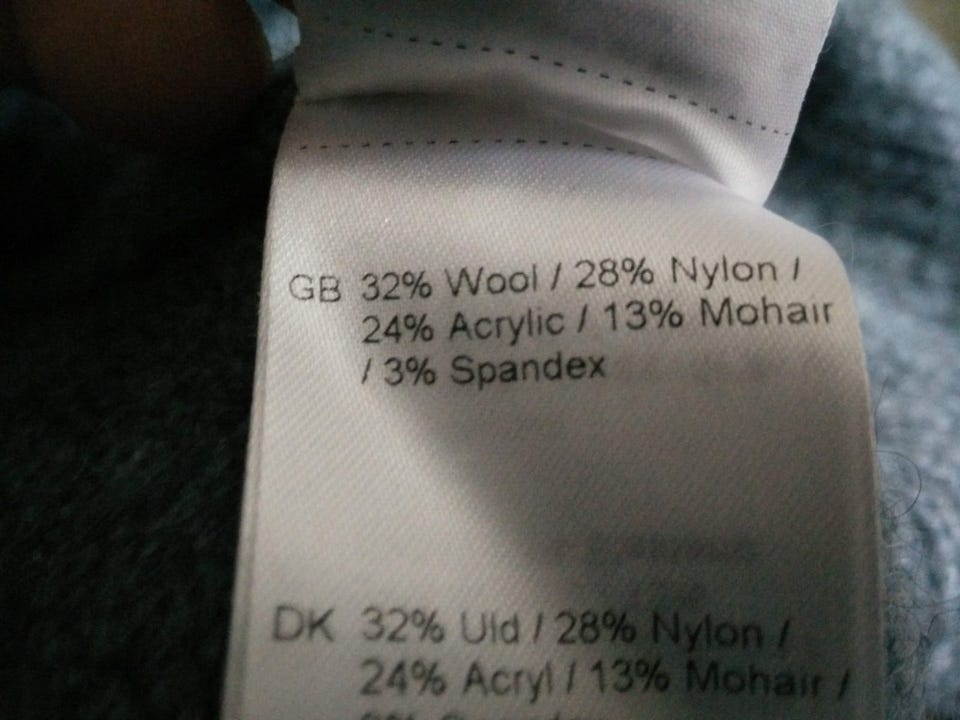 GB 32% Wool / 28% Nylon /
24% Acrylic / 13% Mohair
/ 3% Spandex
DK 32% Uld / 28% Nylon /
24% Acryl / 13% Mohair /